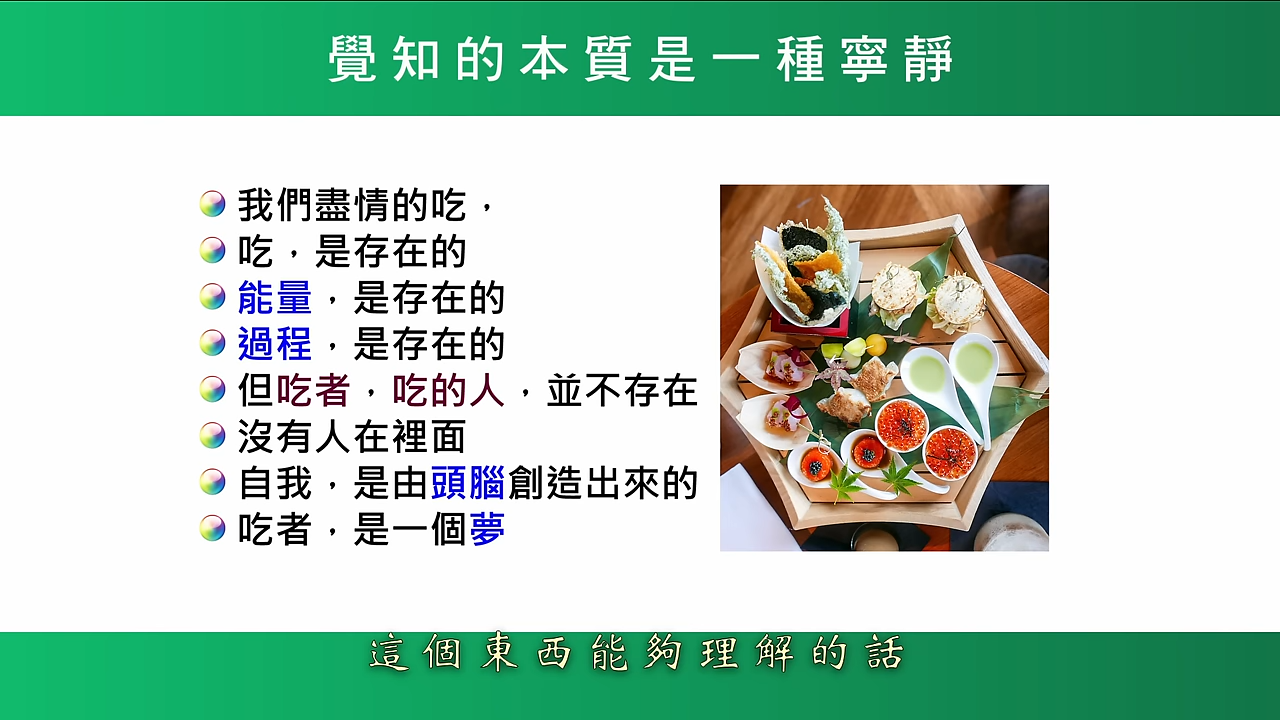 覺知的本質是一種寧靜
我們盡情的吃，
吃，是存在的
能量，是存在的
過程，是存在的
但吃者，吃的人，並不存在
沒有人在裡面
自我，是由頭腦創造出來的
吃者，是一個夢
這個東西能夠理解的話